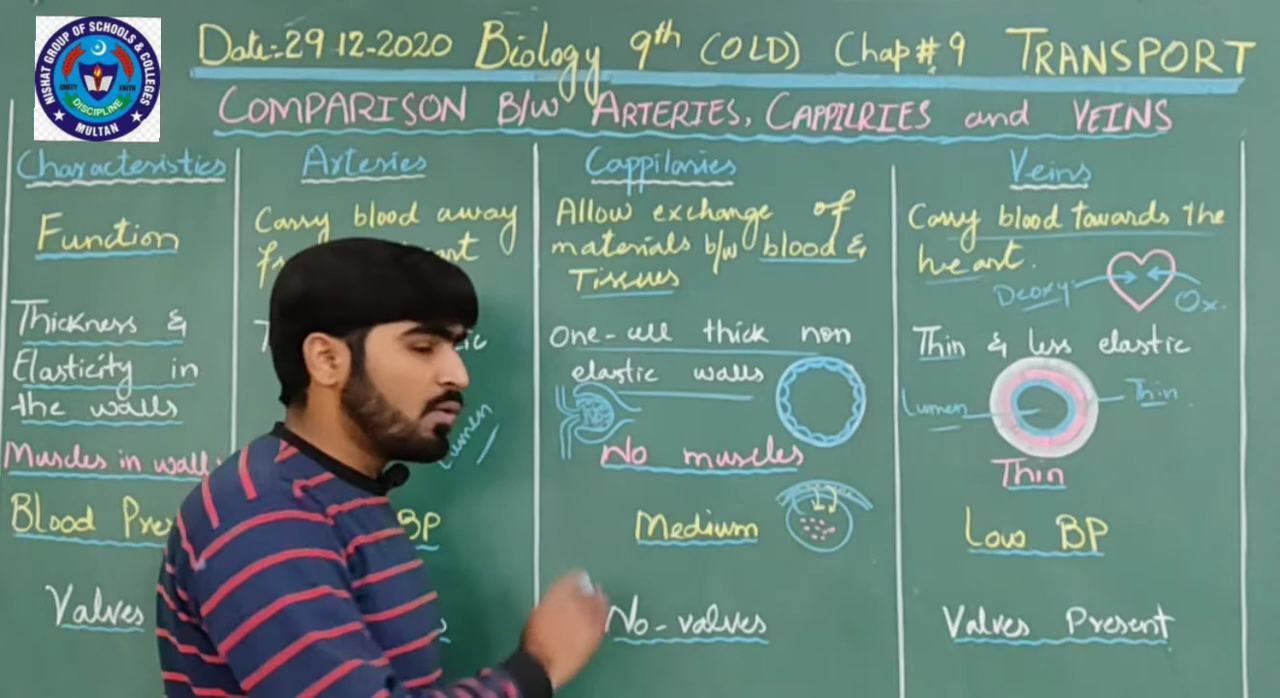 NISHAT GROUP OF SCHOOLS & COLLEGES
UNITY FAITH
DISCIPLINE
MULTAN
Date:-29 12-2020 Biology 9th (OLD) Chap#9 TRANSPORT
COMPARISON B/W ARTERIES, CAPPILRIES and VEINS
Characteristics Arteries Cappilaries Veins
Function
Carry blood away
Allow exchange of
materials b/w blood &
Tissues
Carry blood towards the
heart.
Deoxy
Ox.
Thickness &
Elasticity in
the walls
Lumen
One-cell thick non
elastic walls
Thin & less elastic
Lumen
Thin
Muscles in wall
No muscles
Thin
Blood
BP
Medium
Low BP
Valves
No-valves
Valves Present